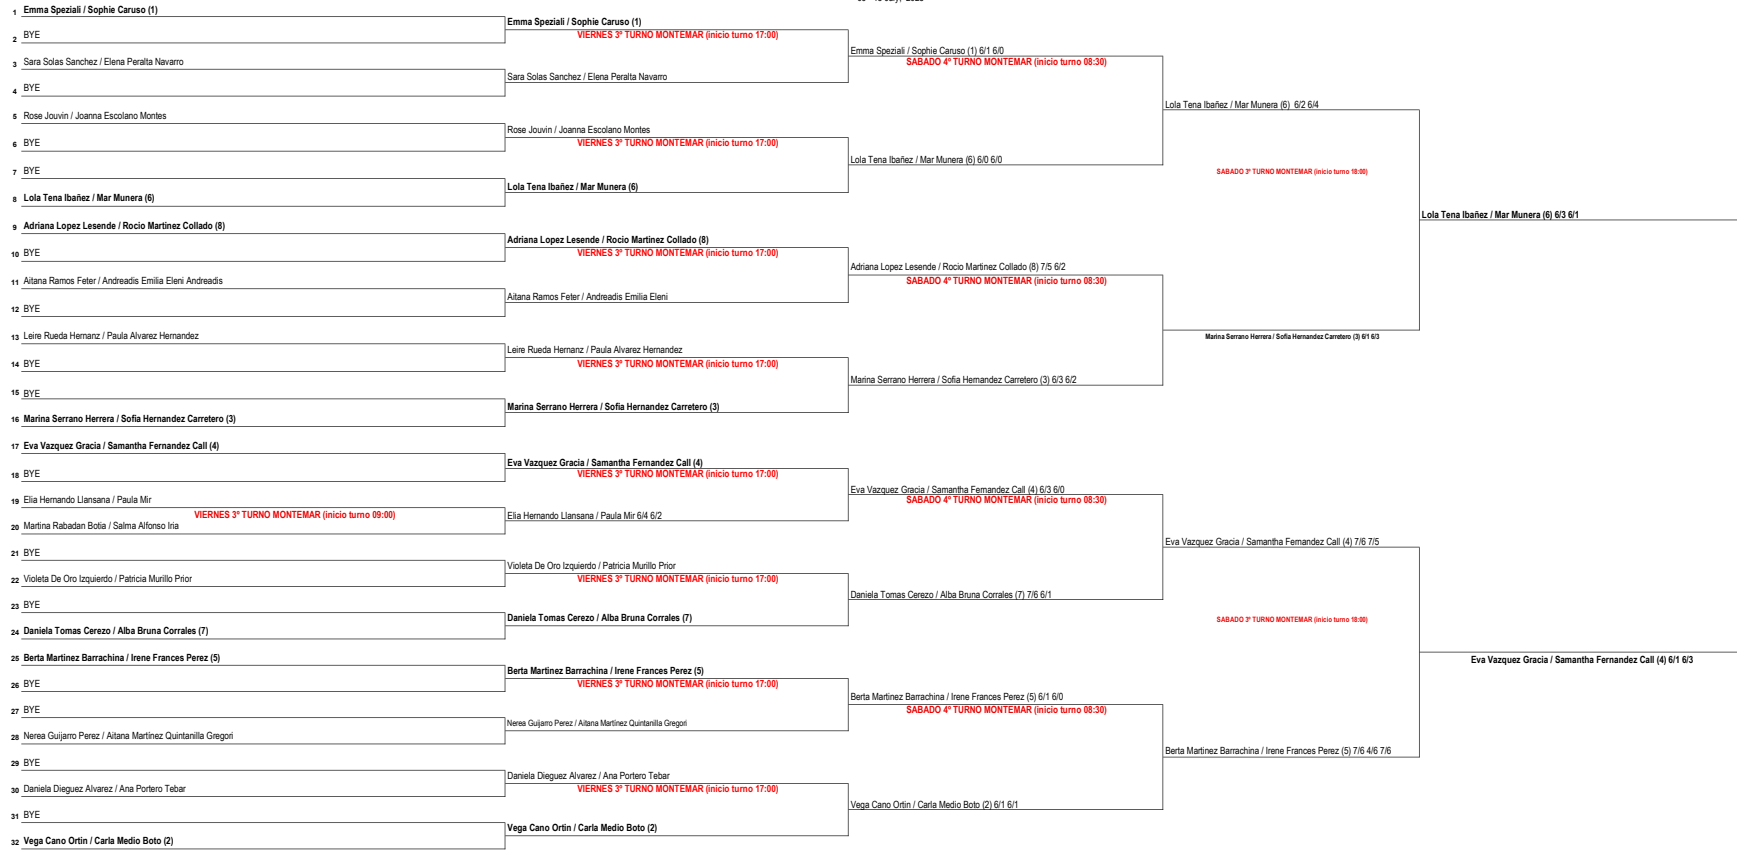 1 Emma Speziali / Sophie Caruso (1)
2 BYE
3 Sara Solas Sanchez / Elena Peralta Navarro
4 BYE
5 Rose Jouvin / Joanna Escolano Montes
6 BYE
7 BYE
8 Lola Tena Ibañez / Mar Munera (6)
9 Adriana Lopez Lesende / Rocio Martinez Collado (8)
10 BYE
11 Aitana Ramos Feter / Andreadis Emilia Eleni Andreadis
12 BYE
13 Leire Rueda Hernanz / Paula Alvarez Hernandez
14 BYE
15 BYE
16 Marina Serrano Herrera / Sofia Hernandez Carretero (3)
17 Eva Vazquez Gracia / Samantha Fernandez Call (4)
18 BYE
19 Elia Hernando Llansana / Paula Mir
VIERNES 3º TURNO MONTEMAR (inicio turno 09:00)
20 Martina Rabadan Botia / Salma Alfonso Iria
21 BYE
22 Violeta De Oro Izquierdo / Patricia Murillo Prior
23 BYE
24 Daniela Tomas Cerezo / Alba Bruna Corrales (7)
25 Berta Martinez Barrachina / Irene Frances Perez (5)
26 BYE
27 BYE
28 Nerea Guijarro Perez / Aitana Martínez Quintanilla Gregori
29 BYE
30 Daniela Dieguez Alvarez / Ana Portero Tebar
31 BYE
32 Vega Cano Ortin / Carla Medio Boto (2)
Emma Speziali / Sophie Caruso (1)
VIERNES 3º TURNO MONTEMAR (inicio turno 17:00)
Sara Solas Sanchez / Elena Peralta Navarro
Rose Jouvin / Joanna Escolano Montes
VIERNES 3º TURNO MONTEMAR (inicio turno 17:00)
Lola Tena Ibañez / Mar Munera (6)
Adriana Lopez Lesende / Rocio Martinez Collado (8)
VIERNES 3º TURNO MONTEMAR (inicio turno 17:00)
Aitana Ramos Feter / Andreadis Emilia Eleni
Leire Rueda Hernanz / Paula Alvarez Hernandez
VIERNES 3º TURNO MONTEMAR (inicio turno 17:00)
Marina Serrano Herrera / Sofia Hernandez Carretero (3)
Eva Vazquez Gracia / Samantha Fernandez Call (4)
VIERNES 3º TURNO MONTEMAR (inicio turno 17:00)
Elia Hernando Llansana / Paula Mir 6/4 6/2
Violeta De Oro Izquierdo / Patricia Murillo Prior
VIERNES 3º TURNO MONTEMAR (inicio turno 17:00)
Daniela Tomas Cerezo / Alba Bruna Corrales (7)
Berta Martinez Barrachina / Irene Frances Perez (5)
VIERNES 3º TURNO MONTEMAR (inicio turno 17:00)
Nerea Guijarro Perez / Aitana Martínez Quintanilla Gregori
Daniela Dieguez Alvarez / Ana Portero Tebar
VIERNES 3º TURNO MONTEMAR (inicio turno 17:00)
Vega Cano Ortin / Carla Medio Boto (2)
Emma Speziali / Sophie Caruso (1) 6/1 6/0
SABADO 4º TURNO MONTEMAR (inicio turno 08:30)
Lola Tena Ibañez / Mar Munera (6) 6/0 6/0
Adriana Lopez Lesende / Rocio Martinez Collado (8) 7/5 6/2
SABADO 4º TURNO MONTEMAR (inicio turno 08:30)
Marina Serrano Herrera / Sofia Hernandez Carretero (3) 6/3 6/2
Eva Vazquez Gracia / Samantha Fernandez Call (4) 6/3 6/0
SABADO 4º TURNO MONTEMAR (inicio turno 08:30)
Daniela Tomas Cerezo / Alba Bruna Corrales (7) 7/6 6/1
Berta Martinez Barrachina / Irene Frances Perez (5) 6/1 6/0
SABADO 4º TURNO MONTEMAR (inicio turno 08:30)
Vega Cano Ortin / Carla Medio Boto (2) 6/1 6/1
Lola Tena Ibañez / Mar Munera (6) 6/2 6/4
SABADO 3º TURNO MONTEMAR (inicio turno 18:00)
Marina Serrano Herrera / Sofia Hernandez Carretero (3) 6/1 6/3
Eva Vazquez Gracia / Samantha Fernandez Call (4) 7/6 7/5
SABADO 3º TURNO MONTEMAR (inicio turno 18:00)
Berta Martinez Barrachina / Irene Frances Perez (5) 7/6 4/6 7/6
Lola Tena Ibañez / Mar Munera (6) 6/3 6/1
Eva Vazquez Gracia / Samantha Fernandez Call (4) 6/1 6/3